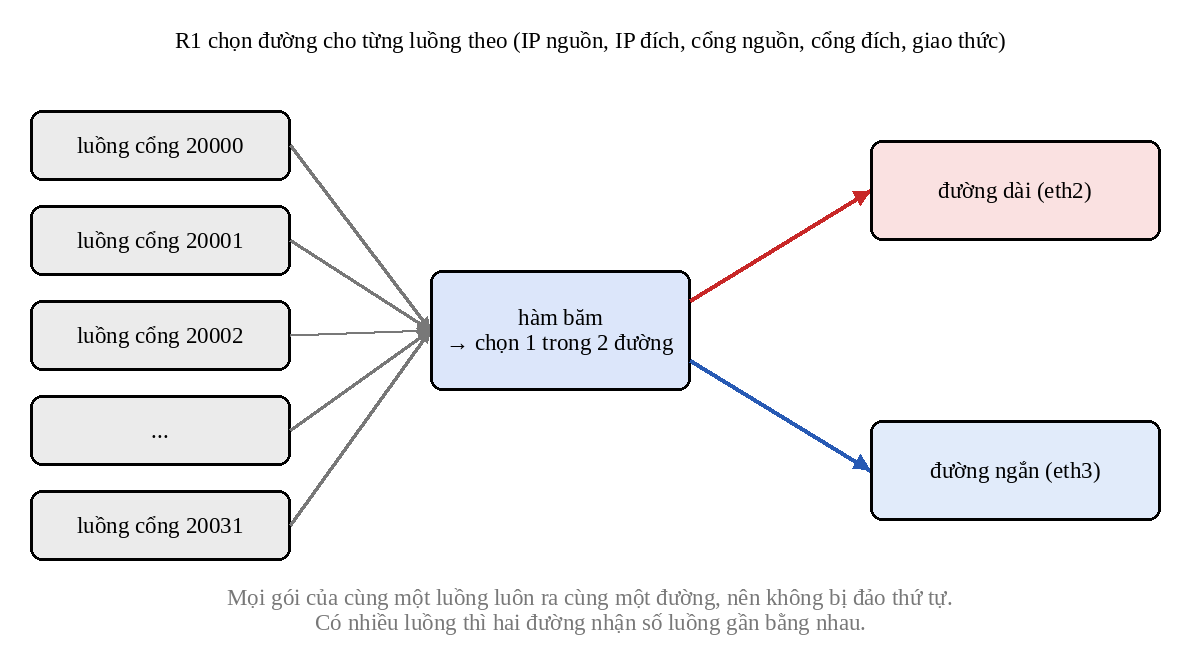 R1 chọn đường cho từng luồng theo (IP nguồn, IP đích, cổng nguồn, cổng đích, giao thức)
luồng cổng 20000
luồng cổng 20001
luồng cổng 20002
...
luồng cổng 20031
hàm băm
→ chọn 1 trong 2 đường
đường dài (eth2)
đường ngắn (eth3)
Mọi gói của cùng một luồng luôn ra cùng một đường, nên không bị đảo thứ tự.
Có nhiều luồng thì hai đường nhận số luồng gần bằng nhau.